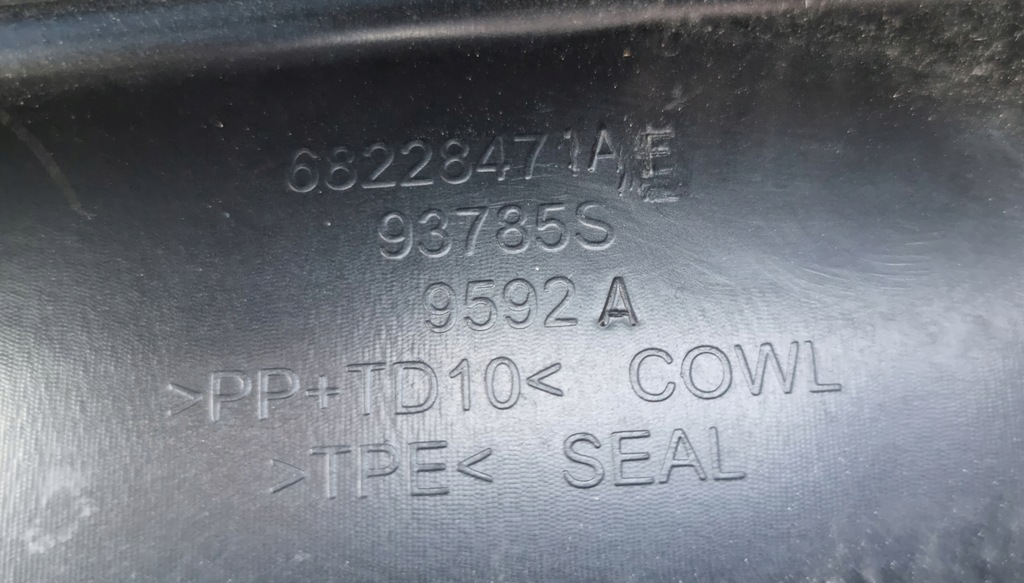 68228471AE
93785S
9592 A
>PP+TD10< COWL
>TPE< SEAL